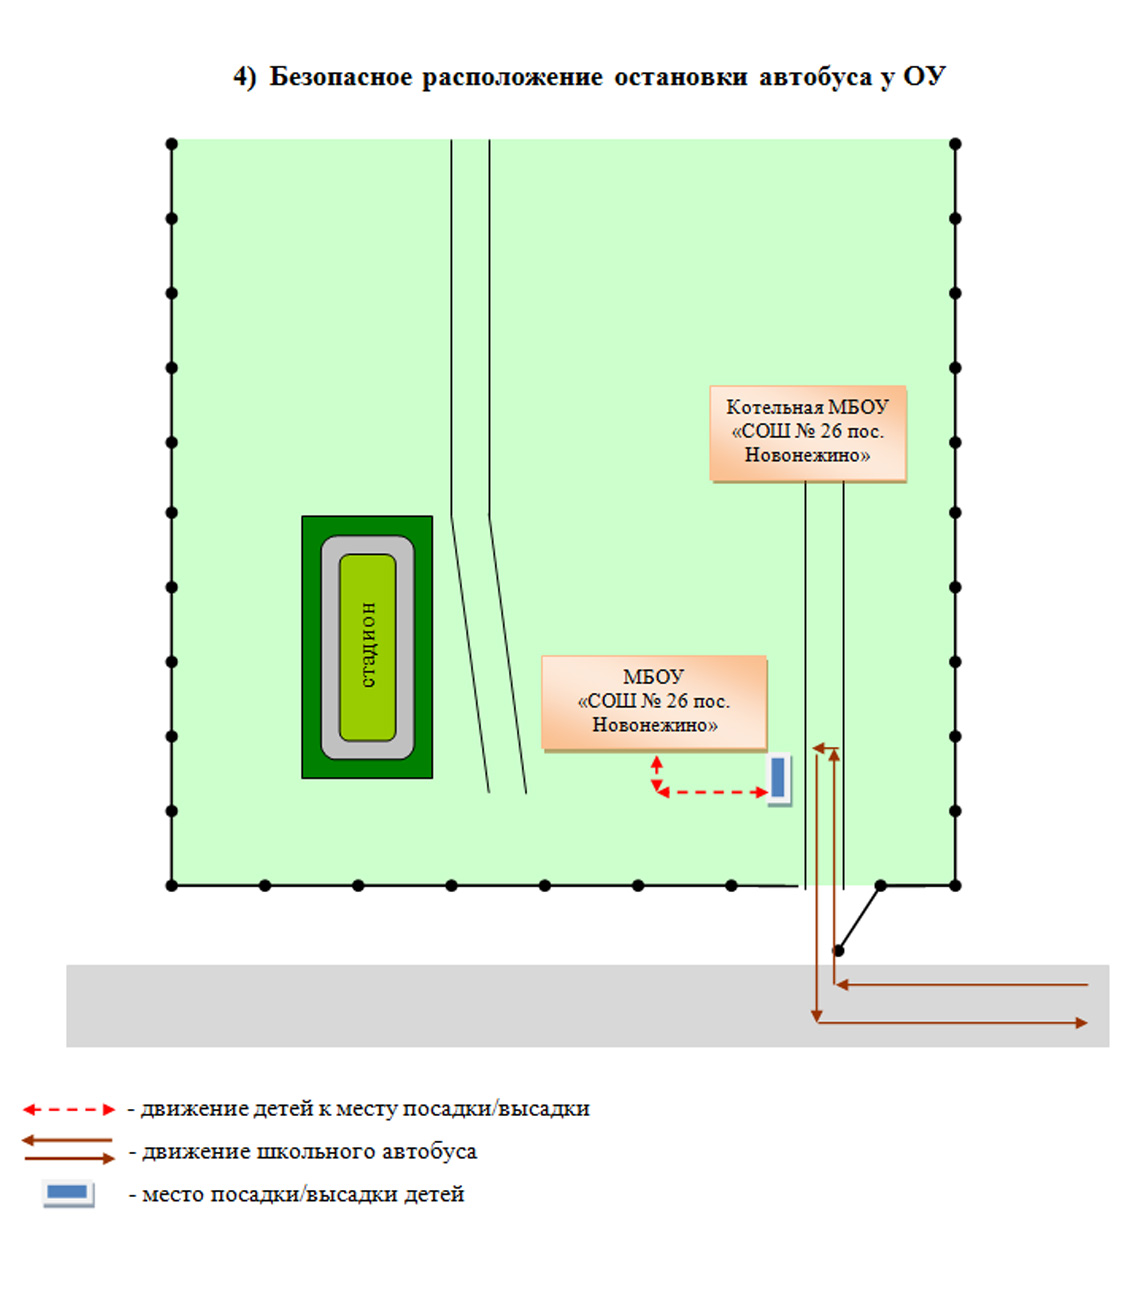 4) Безопасное расположение остановки автобуса у ОУ
Котельная МБОУ
«СОШ № 26 пос.
Новонежино»
стадион
МБОУ
«СОШ № 26 пос.
Новонежино»
- движение детей к месту посадки/высадки
- движение школьного автобуса
- место посадки/высадки детей